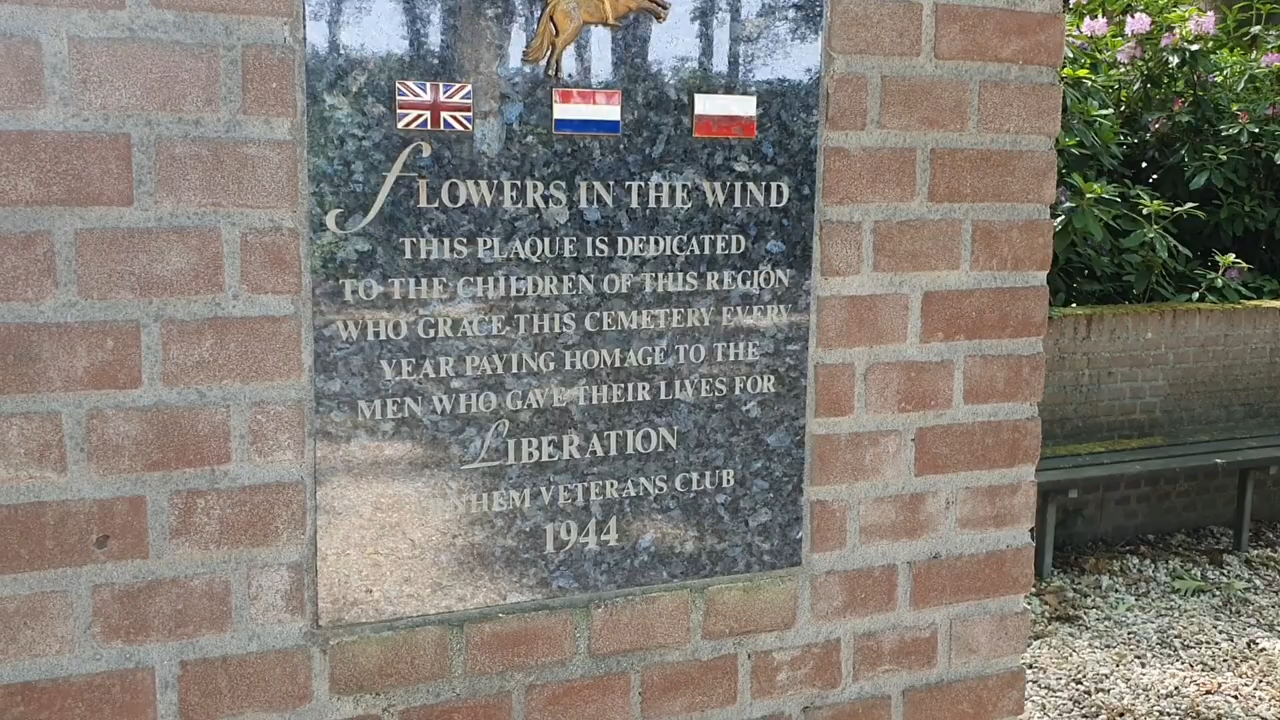 FLOWERS IN THE WIND
THIS PLAQUE IS DEDICATED
TO THE CHILDREN OF THIS REGION
WHO GRACE THIS CEMETERY EVERY
YEAR PAYING HOMAGE TO THE
MEN WHO GAVE THEIR LIVES FOR
LIBERATION
VETERANS CLUB
1944